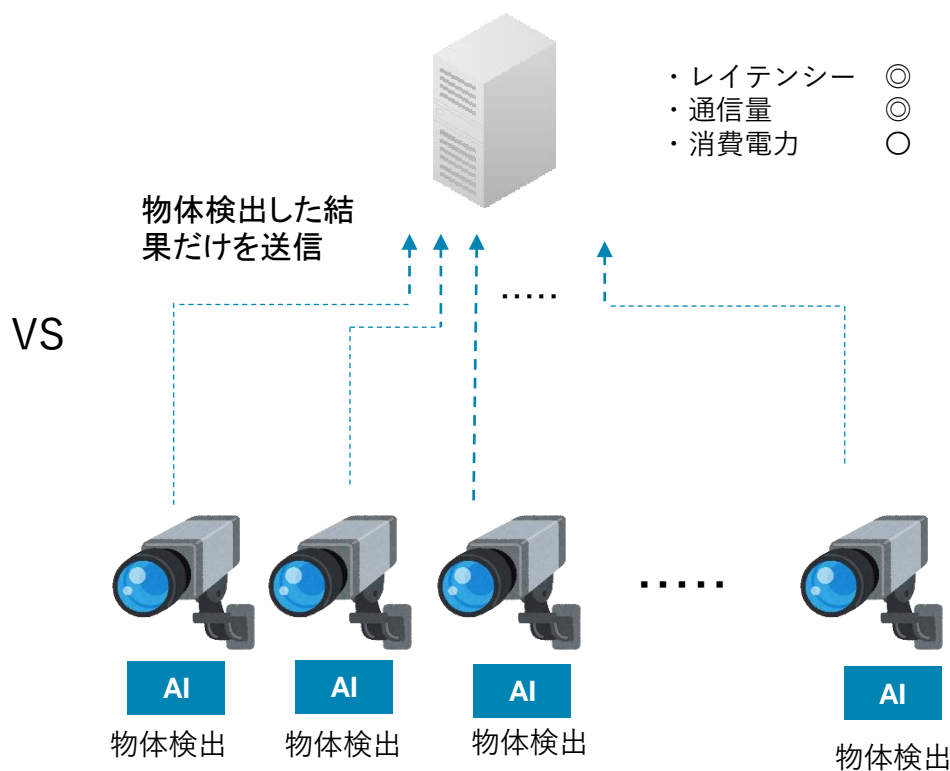 ・レイテンシー ◎
・通信量 ◎
・消費電力 〇
物体検出した結
果だけを送信
・・・・・
VS
・・・・・
AI
AI
AI
AI
物体検出
物体検出
物体検出
物体検出